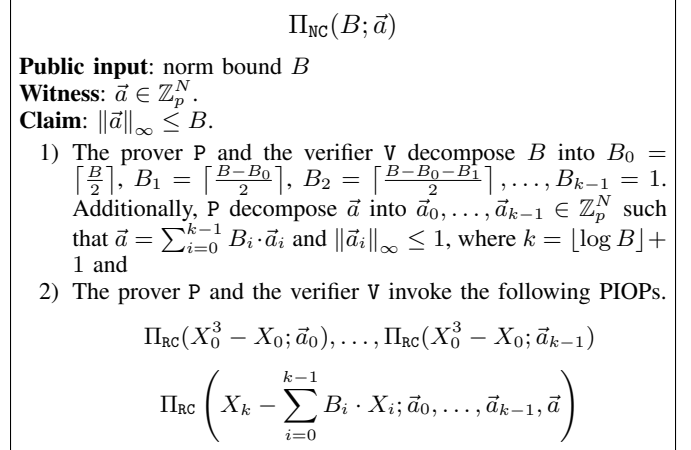 Π_NC(B; a⃗)
Public input: norm bound B
Witness: a⃗ ∈ ℤ_p^N.
Claim: ‖a⃗‖_∞ ≤ B.
1) The prover P and the verifier V decompose B into B_0 =
⌈B/2⌉, B_1 = ⌈(B−B_0)/2⌉, B_2 = ⌈(B−B_0−B_1)/2⌉, …, B_{k−1} = 1.
Additionally, P decompose a⃗ into a⃗_0, …, a⃗_{k−1} ∈ ℤ_p^N such
that a⃗ = ∑_{i=0}^{k−1} B_i · a⃗_i and ‖a⃗_i‖_∞ ≤ 1, where k = ⌊log B⌋ +
1 and
2) The prover P and the verifier V invoke the following PIOPs.
Π_RC(X_0^3 − X_0; a⃗_0), …, Π_RC(X_0^3 − X_0; a⃗_{k−1})
Π_RC(X_k − ∑_{i=0}^{k−1} B_i · X_i; a⃗_0, …, a⃗_{k−1}, a⃗)